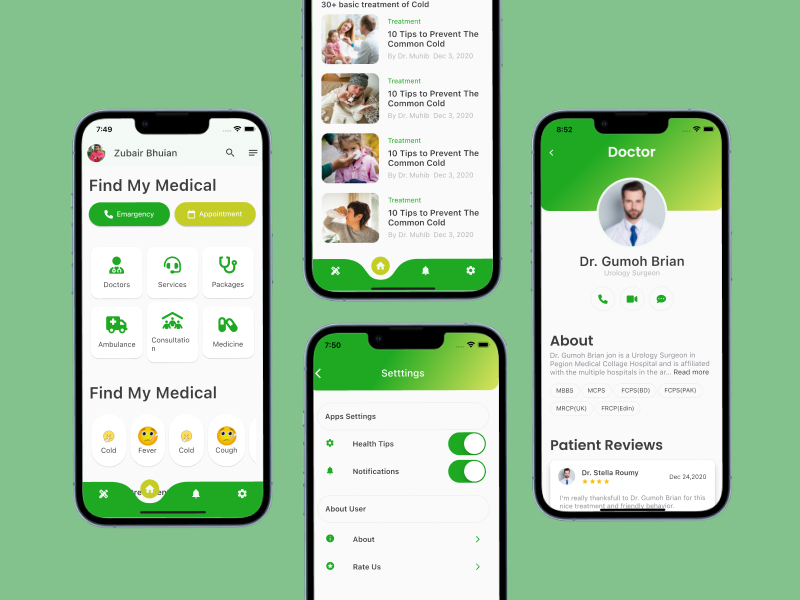 7:49
Zubair Bhuian
Find My Medical
Emargency
Appointment
Doctors
Services
Packages
Ambulance
Consultatio
n
Medicine
Find My Medical
Cold
Fever
Cold
Cough
30+ basic treatment of Cold
Treatment
10 Tips to Prevent The
Common Cold
By Dr. Muhib Dec 3, 2020
Treatment
10 Tips to Prevent The
Common Cold
By Dr. Muhib Dec 3, 2020
Treatment
10 Tips to Prevent The
Common Cold
By Dr. Muhib Dec 3, 2020
Treatment
10 Tips to Prevent The
Common Cold
By Dr. Muhib Dec 3, 2020
7:50
Setttings
Apps Settings
Health Tips
Notifications
About User
About
Rate Us
8:52
Doctor
Dr. Gumoh Brian
Urology Surgeon
About
Dr. Gumoh Brian jon is a Urology Surgeon in
Pegion Medical Collage Hospital and is affiliated
with the multiple hospitals in the ar... Read more
MBBS
MCPS
FCPS(BD)
FCPS(PAK)
MRCP(UK)
FRCP(Edin)
Patient Reviews
Dr. Stella Roumy
Dec 24,2020
I'm really thanksfull to Dr. Gumoh Brian for this
nice treatment and friendly behavior.